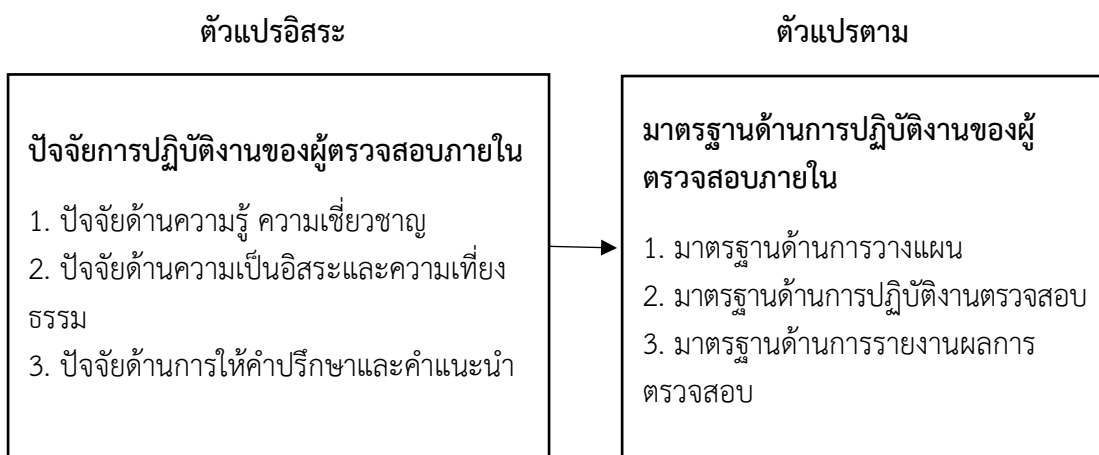 ตัวแปรอิสระ
ปัจจัยการปฏิบัติงานของผู้ตรวจสอบภายใน
1. ปัจจัยด้านความรู้ ความเชี่ยวชาญ
2. ปัจจัยด้านความเป็นอิสระและความเที่ยง
ธรรม
3. ปัจจัยด้านการให้คำปรึกษาและคำแนะนำ
ตัวแปรตาม
มาตรฐานด้านการปฏิบัติงานของผู้
ตรวจสอบภายใน
1. มาตรฐานด้านการวางแผน
2. มาตรฐานด้านการปฏิบัติงานตรวจสอบ
3. มาตรฐานด้านการรายงานผลการ
ตรวจสอบ